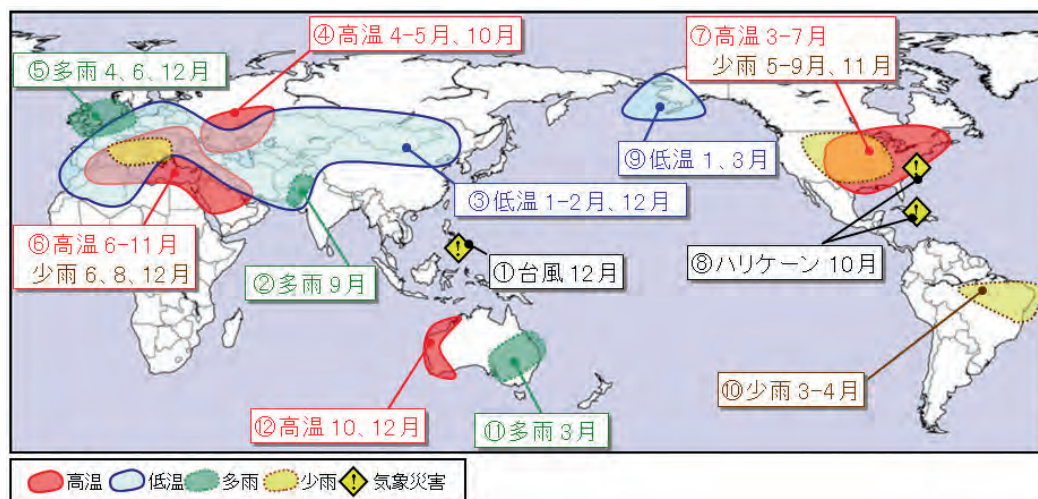 ④高温 4-5月、10月
⑦高温 3-7月
少雨 5-9月、11月
⑤多雨 4、6、12月
⑨低温 1、3月
③低温 1-2月、12月
⑥高温 6-11月
少雨 6、8、12月
②多雨 9月
①台風 12月
⑧ハリケーン 10月
⑩少雨 3-4月
⑫高温 10、12月
⑪多雨 3月
高温 低温 多雨 少雨 ! 気象災害